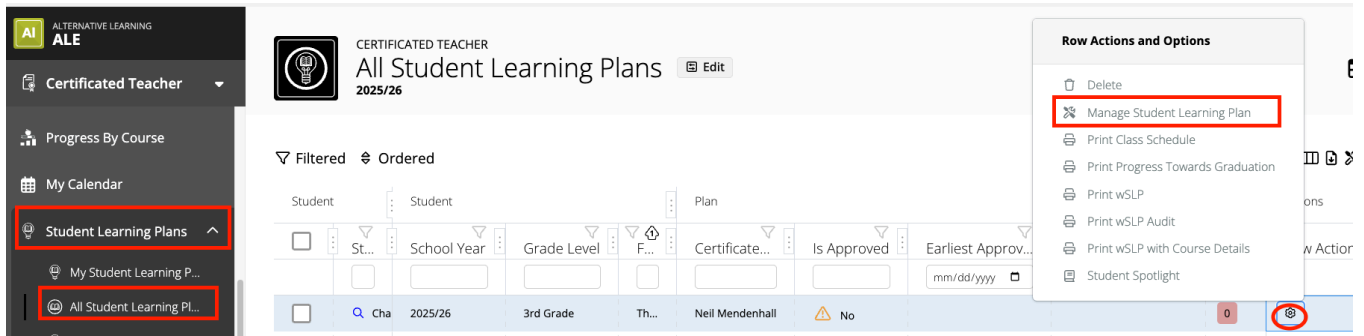 AI
ALTERNATIVE LEARNING
ALE
Certificated Teacher
Progress By Course
My Calendar
Student Learning Plans
My Student Learning P...
All Student Learning Pl...
CERTIFICATED TEACHER
All Student Learning Plans
Edit
2025/26
Filtered
Ordered
Student
Student
Plan
ons
St...
School Year
Grade Level
1
F...
Certificate...
Is Approved
Earliest Approv...
w Action
mm/dd/yyyy
Cha
2025/26
3rd Grade
Th...
Neil Mendenhall
No
0
Row Actions and Options
Delete
Manage Student Learning Plan
Print Class Schedule
Print Progress Towards Graduation
Print wSLP
Print wSLP Audit
Print wSLP with Course Details
Student Spotlight